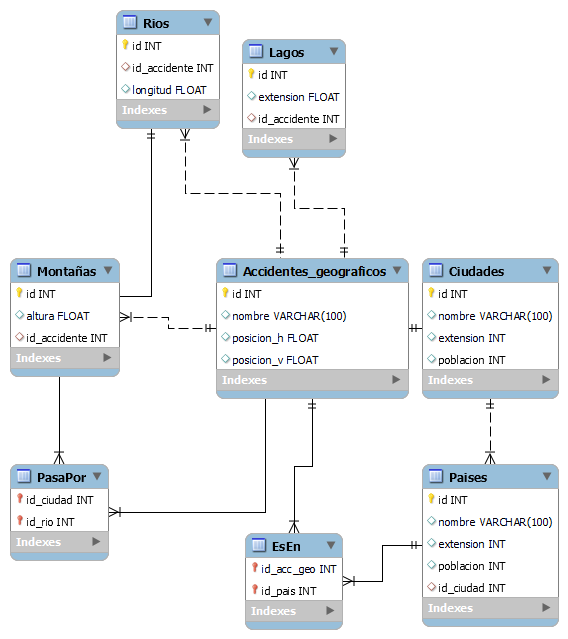 Rios
id INT
id_accidente INT
longitud FLOAT
Indexes
Lagos
id INT
extension FLOAT
id_accidente INT
Indexes
Montañas
id INT
altura FLOAT
id_accidente INT
Indexes
Accidentes_geograficos
id INT
nombre VARCHAR(100)
posicion_h FLOAT
posicion_v FLOAT
Indexes
Ciudades
id INT
nombre VARCHAR(100)
extension INT
poblacion INT
Indexes
PasaPor
id_ciudad INT
id_rio INT
Indexes
EsEn
id_acc_geo INT
id_pais INT
Indexes
Paises
id INT
nombre VARCHAR(100)
extension INT
poblacion INT
id_ciudad INT
Indexes